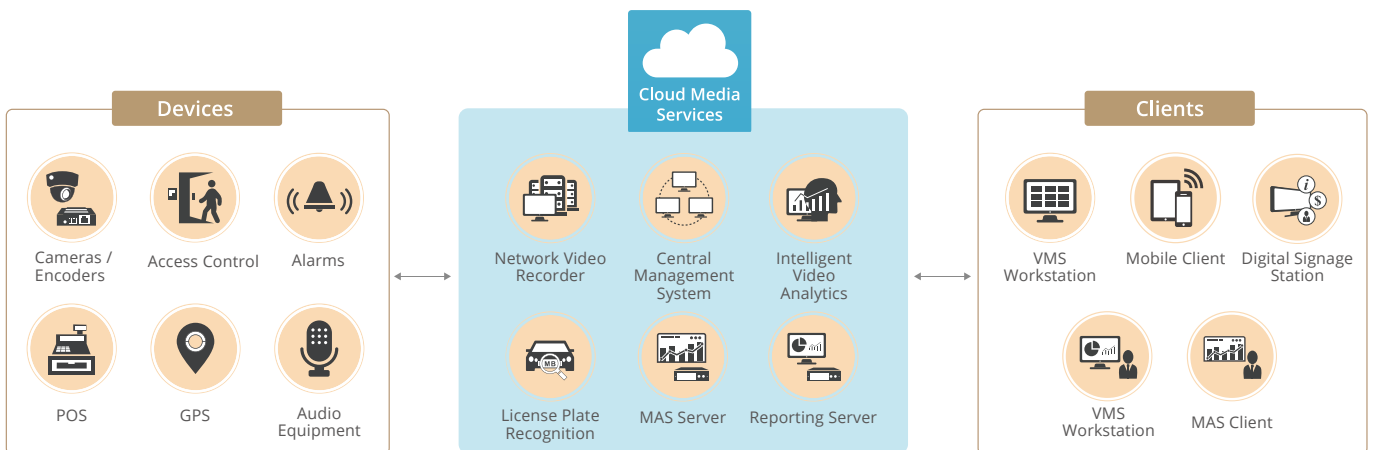 Cloud Media
Services
Devices
Cameras /
Encoders
Access Control
Alarms
POS
GPS
Audio
Equipment
Network Video
Recorder
Central
Management
System
Intelligent
Video
Analytics
MB
License Plate
Recognition
MAS Server
Reporting Server
Clients
VMS
Workstation
Mobile Client
i
$
Digital Signage
Station
VMS
Workstation
MAS Client